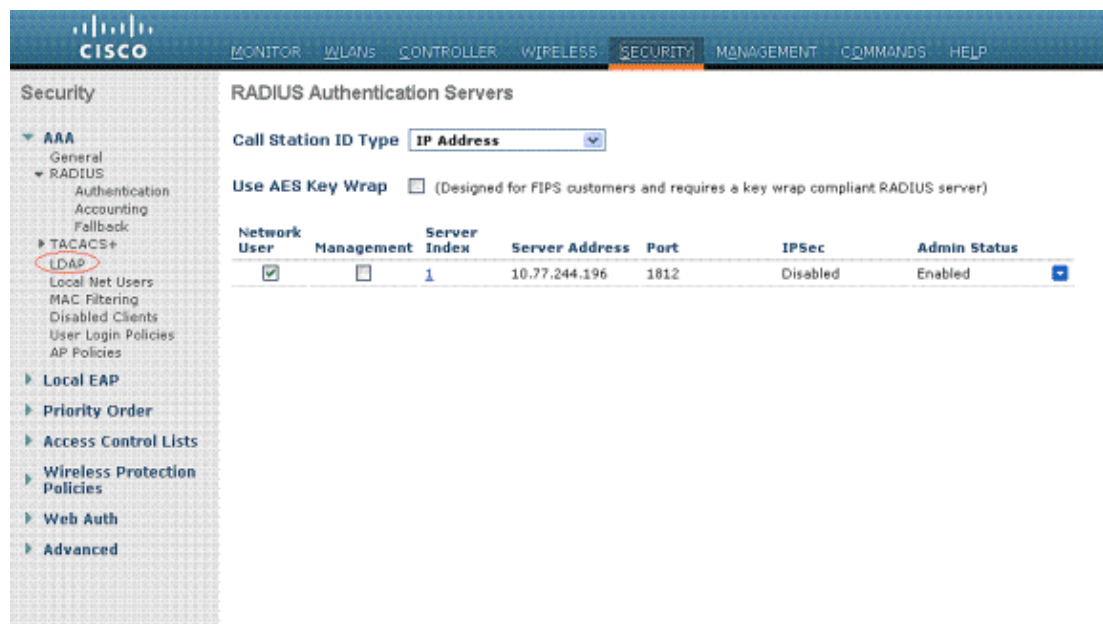 CISCO
MONITOR WLANs CONTROLLER WIRELESS SECURITY MANAGEMENT COMMANDS HELP
Security
AAA
General
RADIUS
Authentication
Accounting
Fallback
TACACS+
LDAP
Local Net Users
MAC Filtering
Disabled Clients
User Login Policies
AP Policies
Local EAP
Priority Order
Access Control Lists
Wireless Protection
Policies
Web Auth
Advanced
RADIUS Authentication Servers
Call Station ID Type IP Address
Use AES Key Wrap (Designed for FIPS customers and requires a key wrap compliant RADIUS server)
Network
User Management Server
Index Server Address Port IPSec Admin Status
1 10.77.244.196 1812 Disabled Enabled